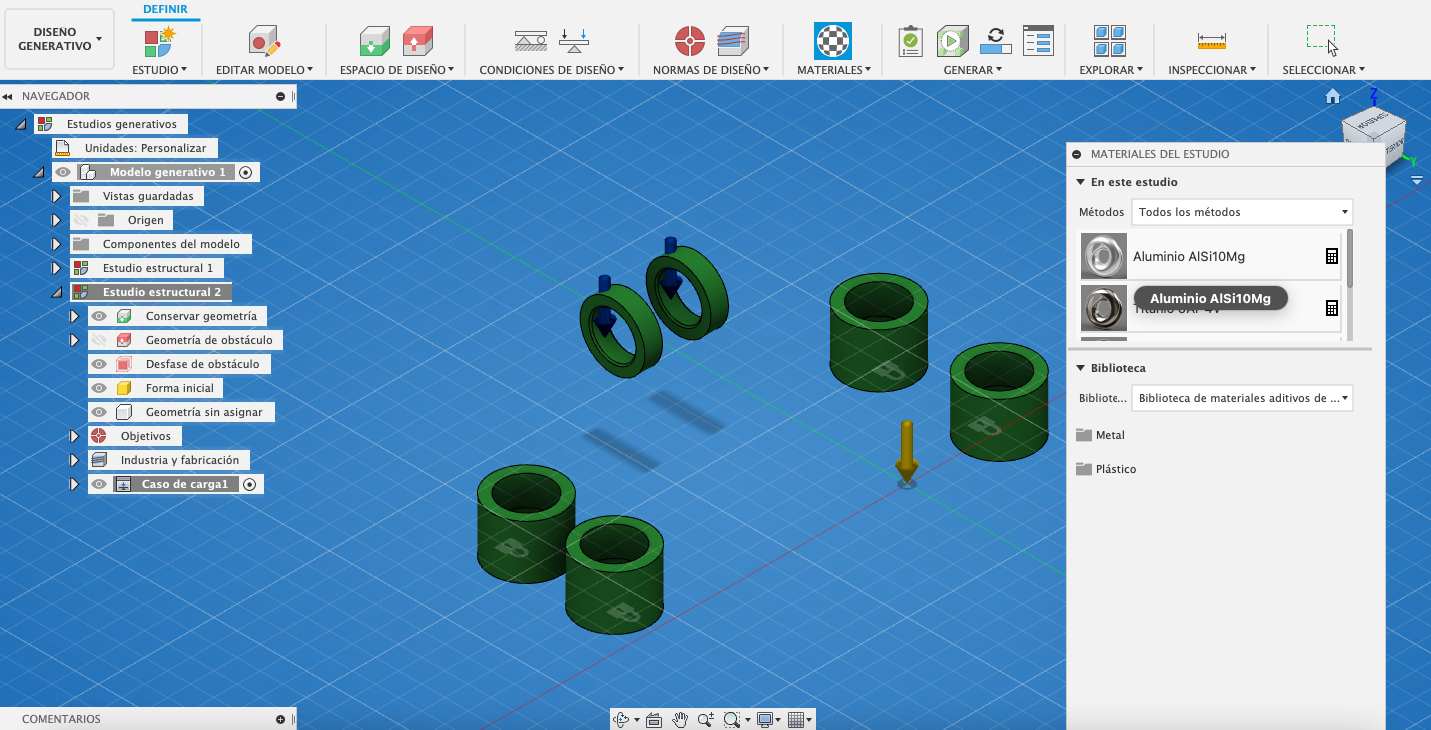 DEFINIR
DISEÑO
GENERATIVO
ESTUDIO
EDITAR MODELO
ESPACIO DE DISEÑO
CONDICIONES DE DISEÑO
NORMAS DE DISEÑO
MATERIALES
GENERAR
EXPLORAR
INSPECCIONAR
SELECCIONAR
NAVEGADOR
Estudios generativos
Unidades: Personalizar
Modelo generativo 1
Vistas guardadas
Origen
Componentes del modelo
Estudio estructural 1
Estudio estructural 2
Conservar geometría
Geometría de obstáculo
Desfase de obstáculo
Forma inicial
Geometría sin asignar
Objetivos
Industria y fabricación
Caso de carga1
Z
Y
MATERIALES DEL ESTUDIO
En este estudio
Métodos Todos los métodos
Aluminio AlSi10Mg
Aluminio AlSi10Mg
Biblioteca
Bibliote... Biblioteca de materiales aditivos de ...
Metal
Plástico
COMENTARIOS